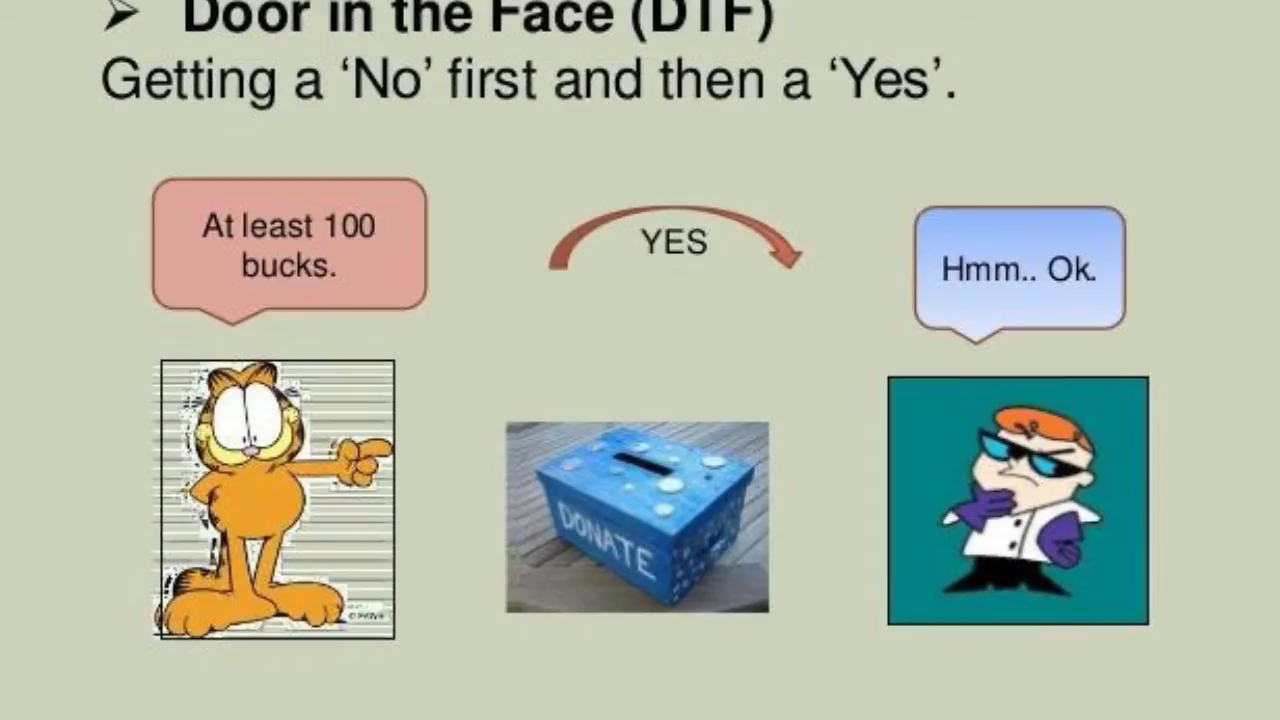 ➢ Door in the Face (DTF)
Getting a ‘No’ first and then a ‘Yes’.
At least 100
bucks.
YES
Hmm.. Ok.
DONATE